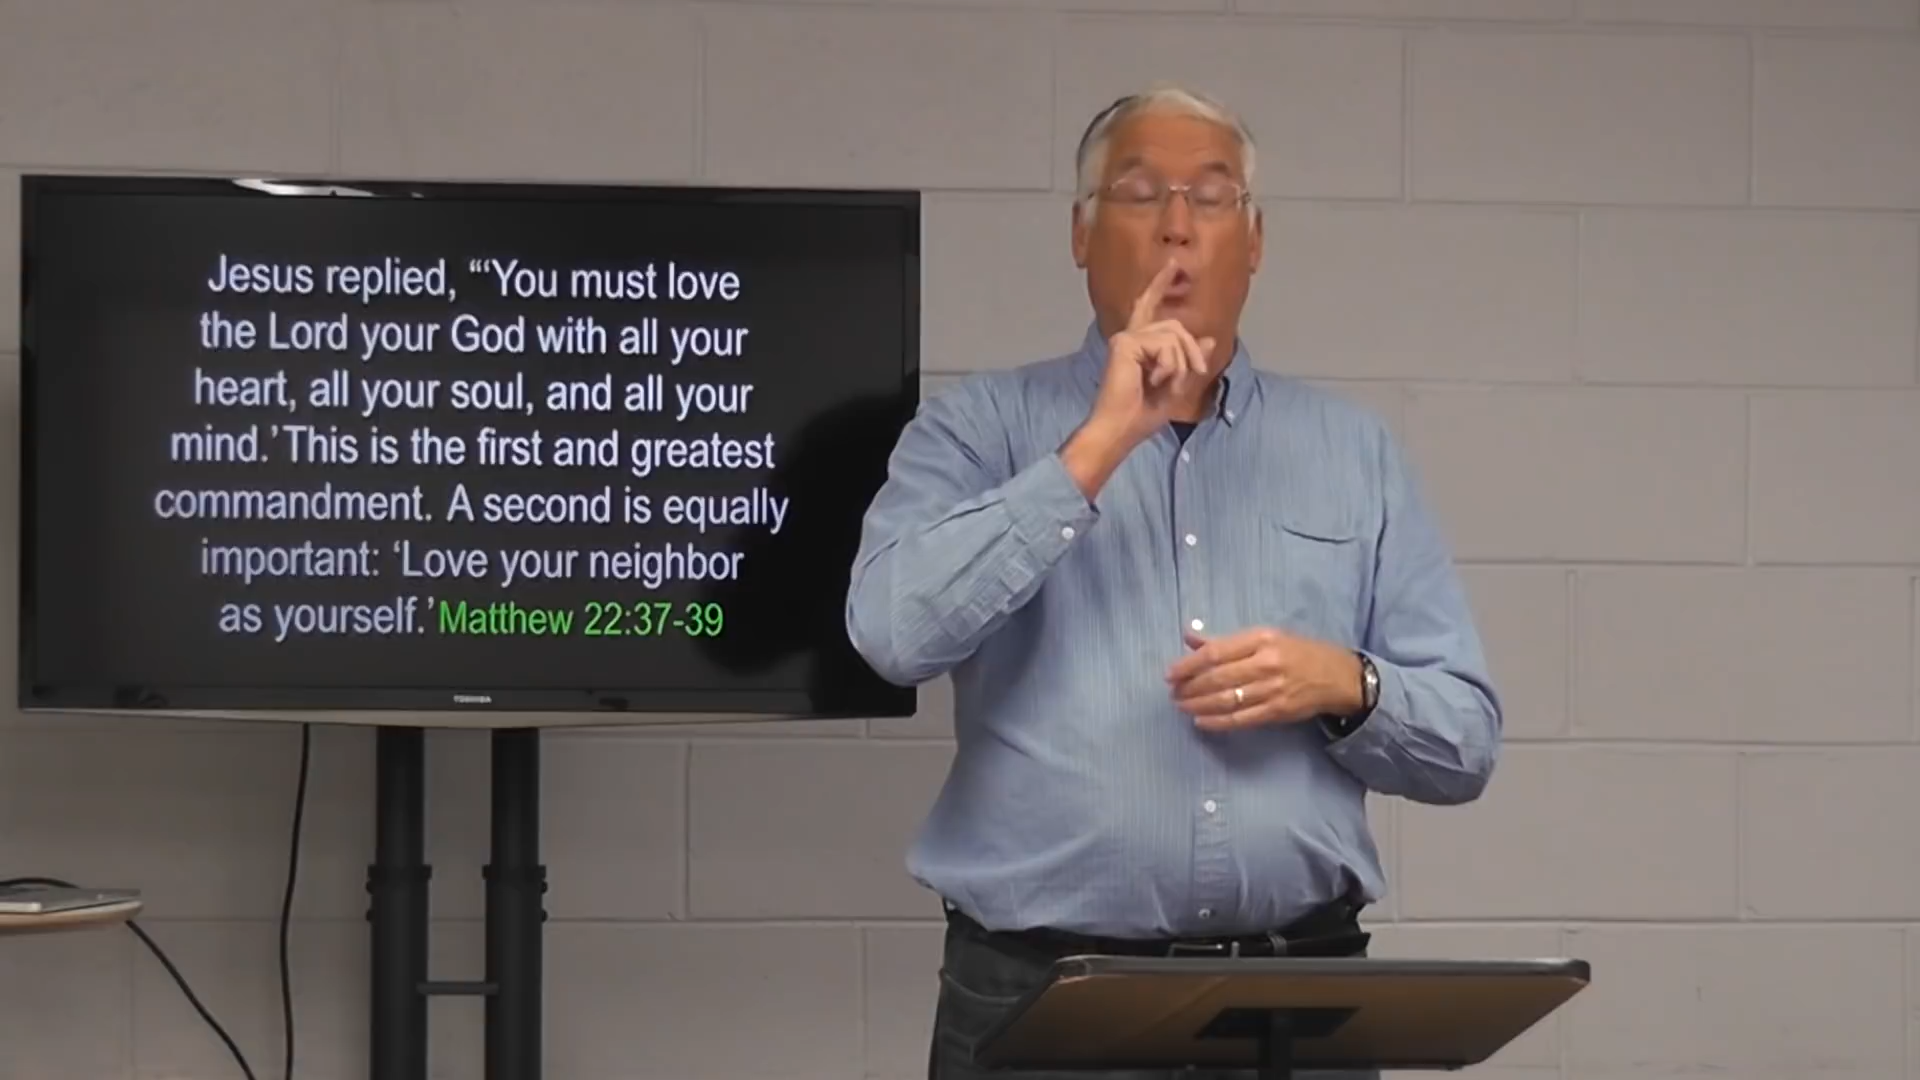 Jesus replied, “‘You must love
the Lord your God with all your
heart, all your soul, and all your
mind.’ This is the first and greatest
commandment. A second is equally
important: ‘Love your neighbor
as yourself.’ Matthew 22:37-39
TOSHIBA